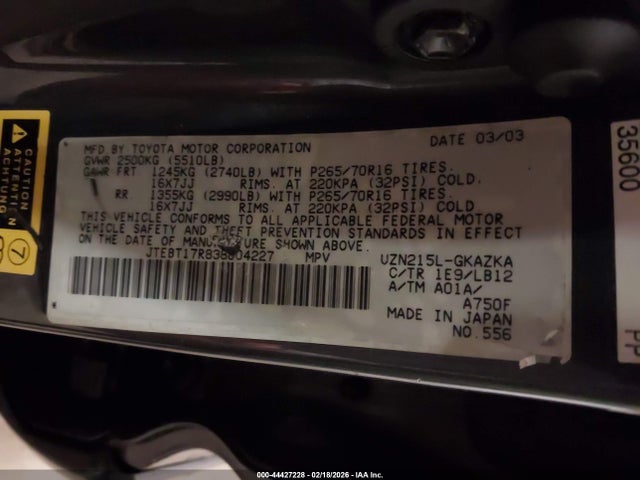 MFD.BY TOYOTA MOTOR CORPORATION DATE 03/03
GVWR 2500KG (5510LB)
GAWR FRT 1245KG (2740LB) WITH P265/70R16 TIRES.
16X7JJ RIMS. AT 220KPA (32PSI) COLD.
RR 1355KG (2990LB) WITH P265/70R16 TIRES.
16X7JJ RIMS. AT 220KPA (32PSI) COLD.
THIS VEHICLE CONFORMS TO ALL APPLICABLE FEDERAL MOTOR
VEHICLE SAFETY AND THEFT PREVENTION STANDARDS IN EFFECT
ON THE DATE OF MANUFACTURE SHOWN ABOVE.
MPV UZN215L-GKAZKA
C/TR 1E9/LB12
A/TM A01A/
A750F
MADE IN JAPAN
NO.556
CAUTION
ACHTUNG
7
35600
000-44427228 - 02/18/2026 - IAA Inc.